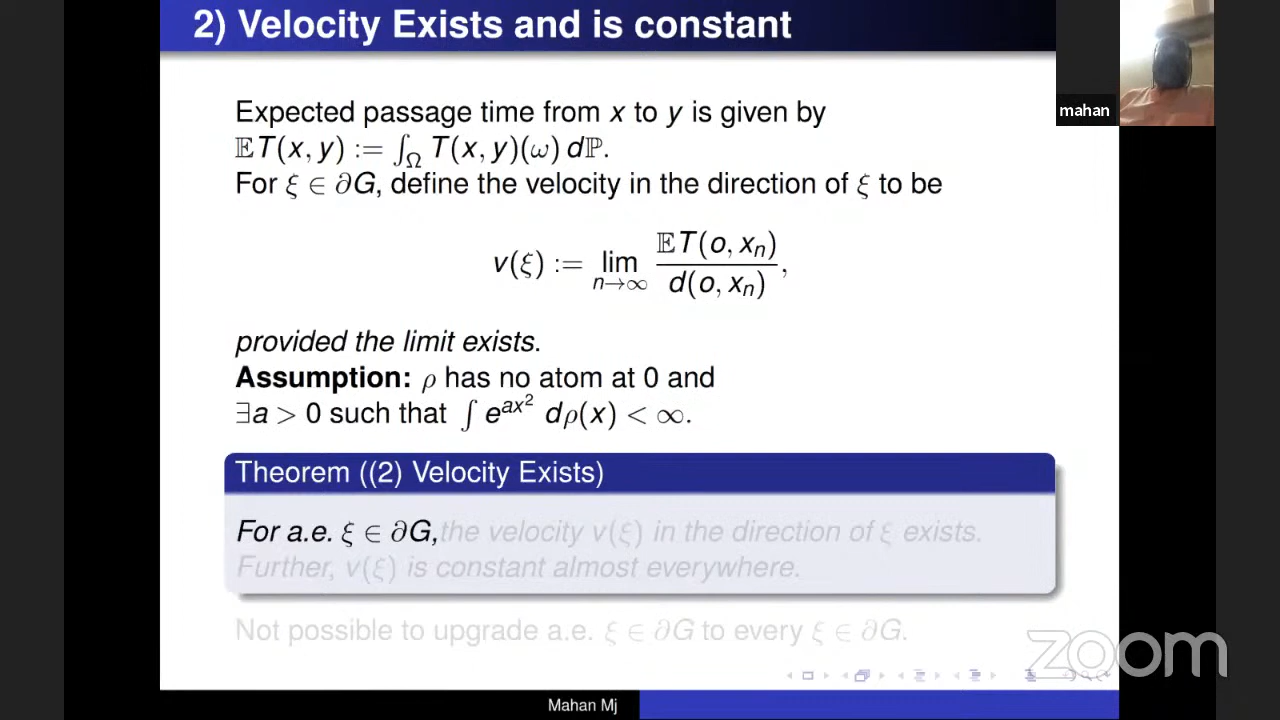 2) Velocity Exists and is constant
mahan
Expected passage time from x to y is given by
𝔼T(x, y) := ∫_Ω T(x, y)(ω) dℙ.
For ξ ∈ ∂G, define the velocity in the direction of ξ to be
v(ξ) := lim_{n→∞} 𝔼T(o, x_n) / d(o, x_n),
provided the limit exists.
Assumption: ρ has no atom at 0 and
∃a > 0 such that ∫ e^{ax^2} dρ(x) < ∞.
Theorem ((2) Velocity Exists)
For a.e. ξ ∈ ∂G, the velocity v(ξ) in the direction of ξ exists.
Further, v(ξ) is constant almost everywhere.
Not possible to upgrade a.e. ξ ∈ ∂G to every ξ ∈ ∂G.
zoom
Mahan Mj